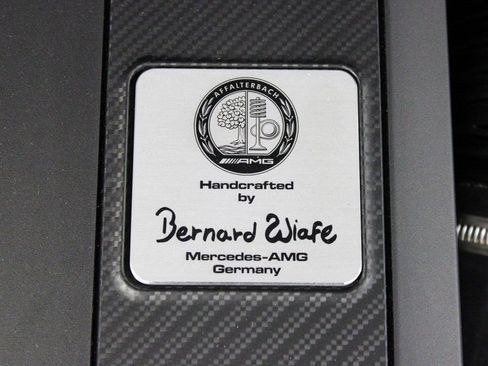 AFFALTERBACH
AMG
Handcrafted
by
Bernard Wiafe
Mercedes-AMG
Germany